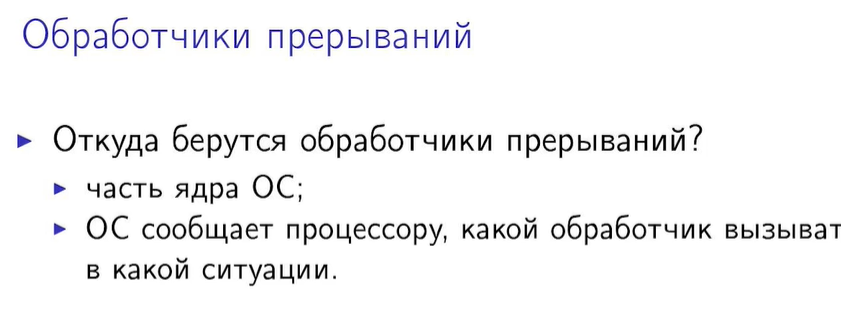 Обработчики прерываний
Откуда берутся обработчики прерываний?
часть ядра ОС;
ОС сообщает процессору, какой обработчик вызыват
в какой ситуации.